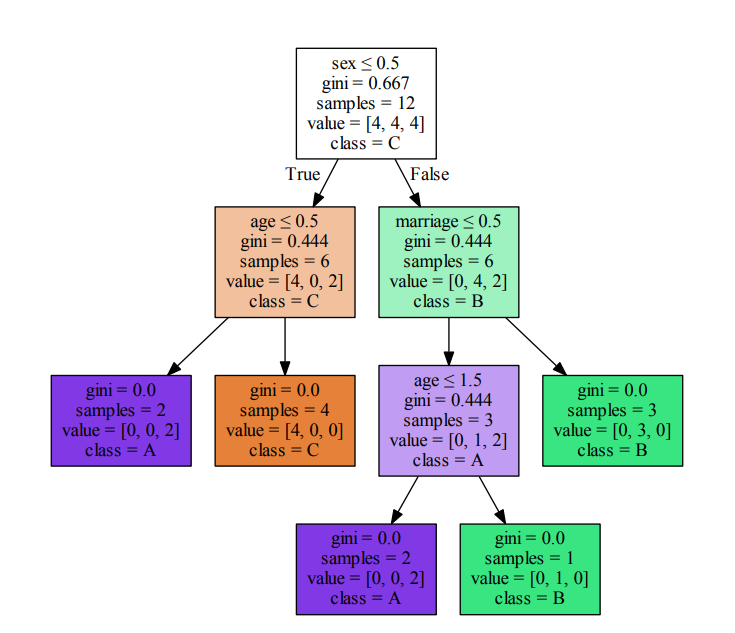 sex ≤ 0.5
gini = 0.667
samples = 12
value = [4, 4, 4]
class = C
True
False
age ≤ 0.5
gini = 0.444
samples = 6
value = [4, 0, 2]
class = C
marriage ≤ 0.5
gini = 0.444
samples = 6
value = [0, 4, 2]
class = B
gini = 0.0
samples = 2
value = [0, 0, 2]
class = A
gini = 0.0
samples = 4
value = [4, 0, 0]
class = C
age ≤ 1.5
gini = 0.444
samples = 3
value = [0, 1, 2]
class = A
gini = 0.0
samples = 3
value = [0, 3, 0]
class = B
gini = 0.0
samples = 2
value = [0, 0, 2]
class = A
gini = 0.0
samples = 1
value = [0, 1, 0]
class = B